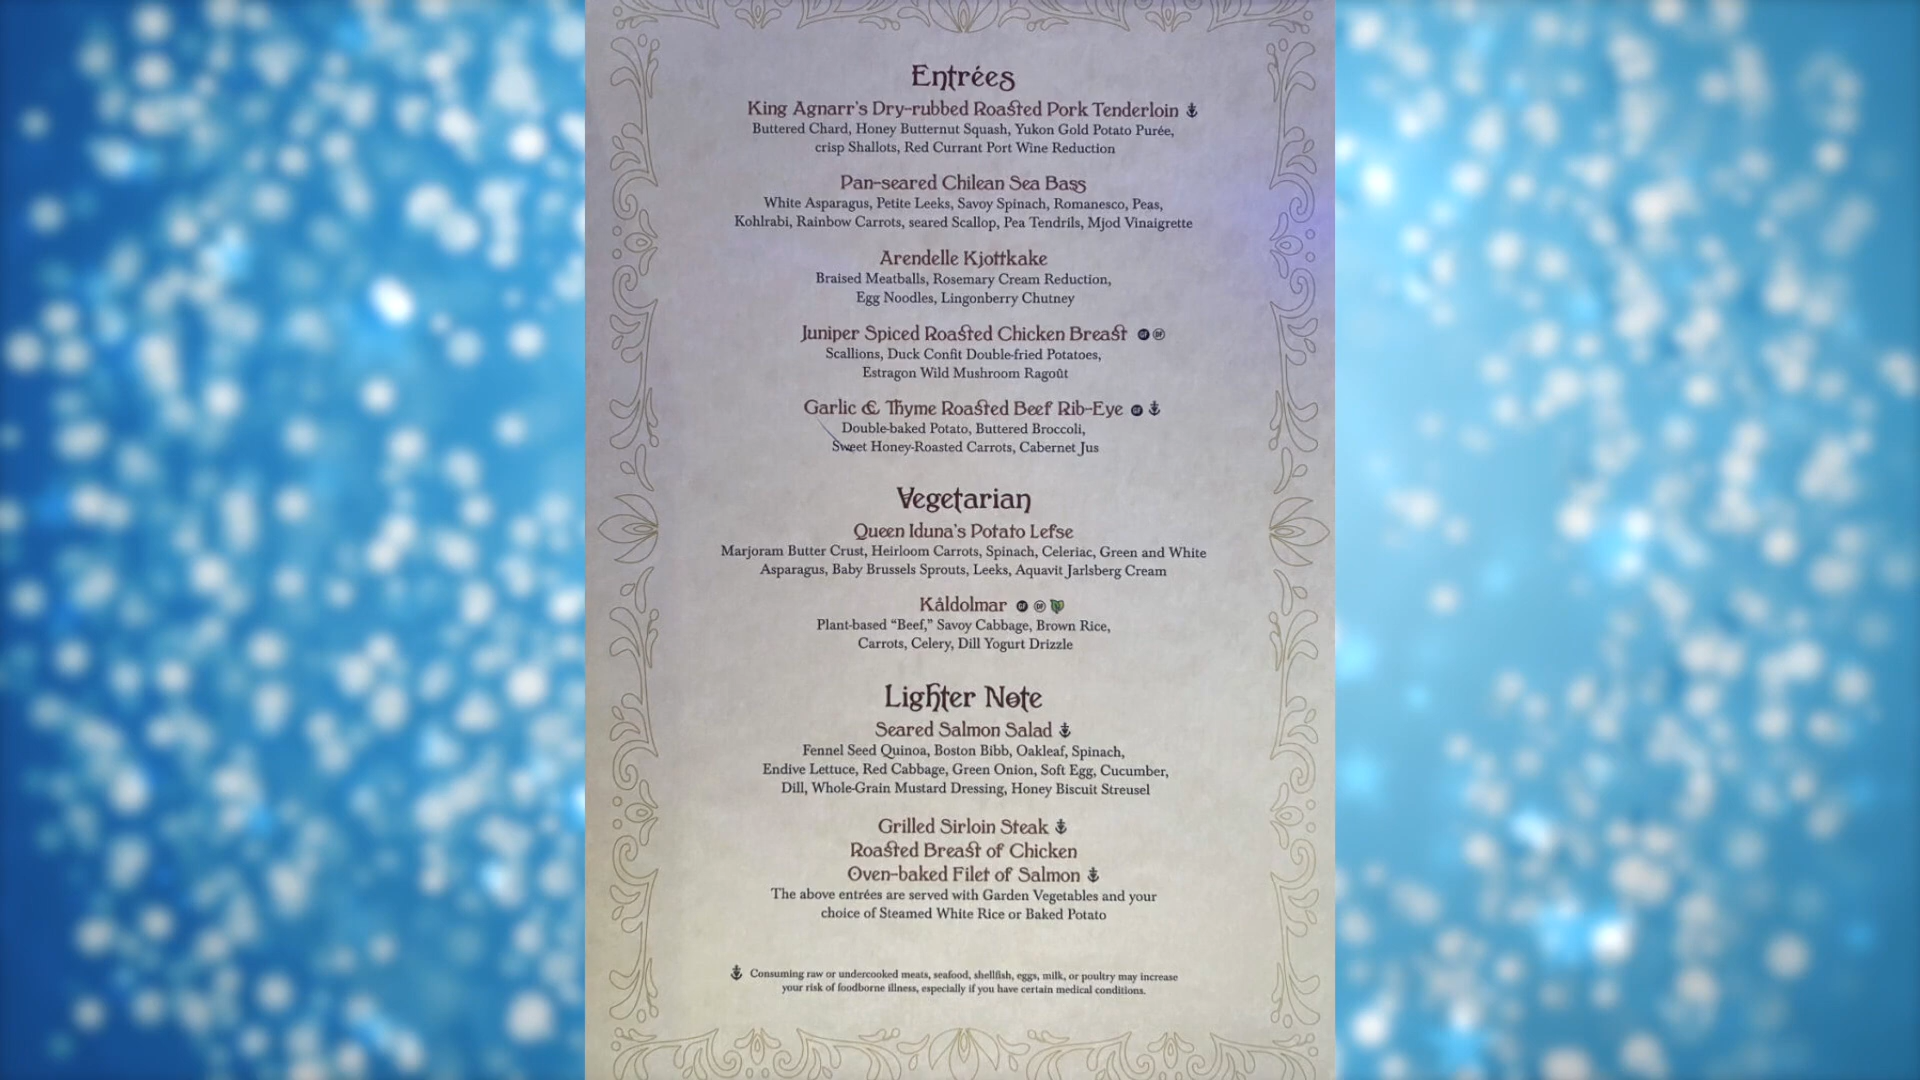 Entrées
King Agnarr's Dry-rubbed Roasted Pork Tenderloin
Buttered Chard, Honey Butternut Squash, Yukon Gold Potato Purée,
crisp Shallots, Red Currant Port Wine Reduction
Pan-seared Chilean Sea Bass
White Asparagus, Petite Leeks, Savoy Spinach, Romanesco, Peas,
Kohlrabi, Rainbow Carrots, seared Scallop, Pea Tendrils, Mjod Vinaigrette
Arendelle Kjottkake
Braised Meatballs, Rosemary Cream Reduction,
Egg Noodles, Lingonberry Chutney
Juniper Spiced Roasted Chicken Breast GF DF
Scallions, Duck Confit Double-fried Potatoes,
Estragon Wild Mushroom Ragoût
Garlic & Thyme Roasted Beef Rib-Eye GF
Double-baked Potato, Buttered Broccoli,
Sweet Honey-Roasted Carrots, Cabernet Jus
Vegetarian
Queen Iduna's Potato Lefse
Marjoram Butter Crust, Heirloom Carrots, Spinach, Celeriac, Green and White
Asparagus, Baby Brussels Sprouts, Leeks, Aquavit Jarlsberg Cream
Kåldolmar GF DF
Plant-based “Beef,” Savoy Cabbage, Brown Rice,
Carrots, Celery, Dill Yogurt Drizzle
Lighter Note
Seared Salmon Salad
Fennel Seed Quinoa, Boston Bibb, Oakleaf, Spinach,
Endive Lettuce, Red Cabbage, Green Onion, Soft Egg, Cucumber,
Dill, Whole-Grain Mustard Dressing, Honey Biscuit Streusel
Grilled Sirloin Steak
Roasted Breast of Chicken
Oven-baked Filet of Salmon
The above entrées are served with Garden Vegetables and your
choice of Steamed White Rice or Baked Potato
Consuming raw or undercooked meats, seafood, shellfish, eggs, milk, or poultry may increase
your risk of foodborne illness, especially if you have certain medical conditions.